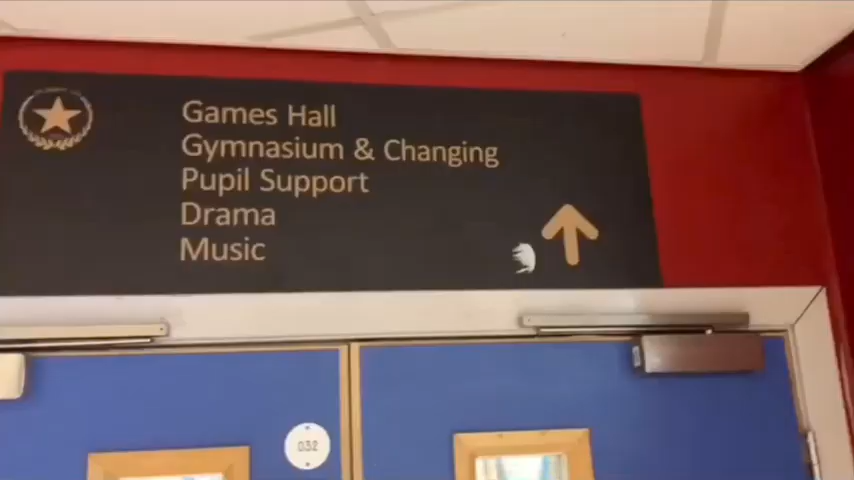 Games Hall
Gymnasium & Changing
Pupil Support
Drama
Music
032